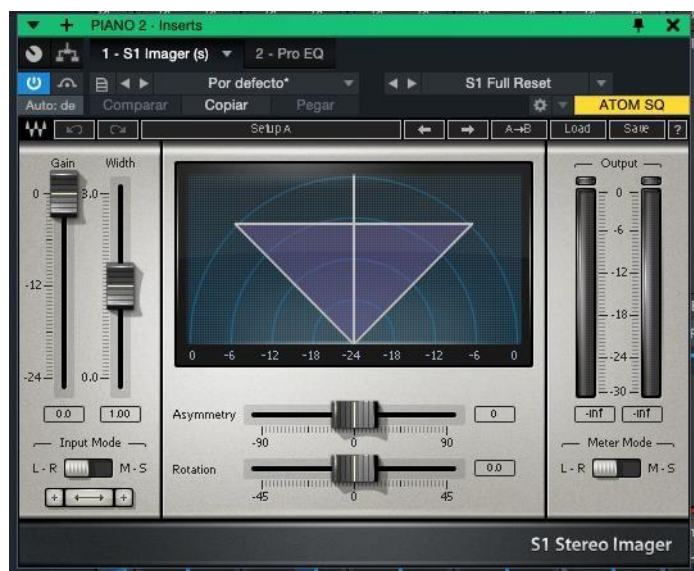 PIANO 2 - Inserts
1 - S1 Imager (s) 2 - Pro EQ
Por defecto* S1 Full Reset
Auto: de Comparar Copiar Pegar ATOM SQ
Setup A A→B Load Save ?
Gain Width
0 3.0
-12
-24 0.0
0.0 1.00
Input Mode
L - R M - S
+ ⟷ +
0 -6 -12 -18 -24 -18 -12 -6 0
Asymmetry 0
-90 0 90
Rotation 0.0
-45 0 45
Output
0
-6
-12
-18
-24
-30
-inf -inf
Meter Mode
L - R M - S
S1 Stereo Imager